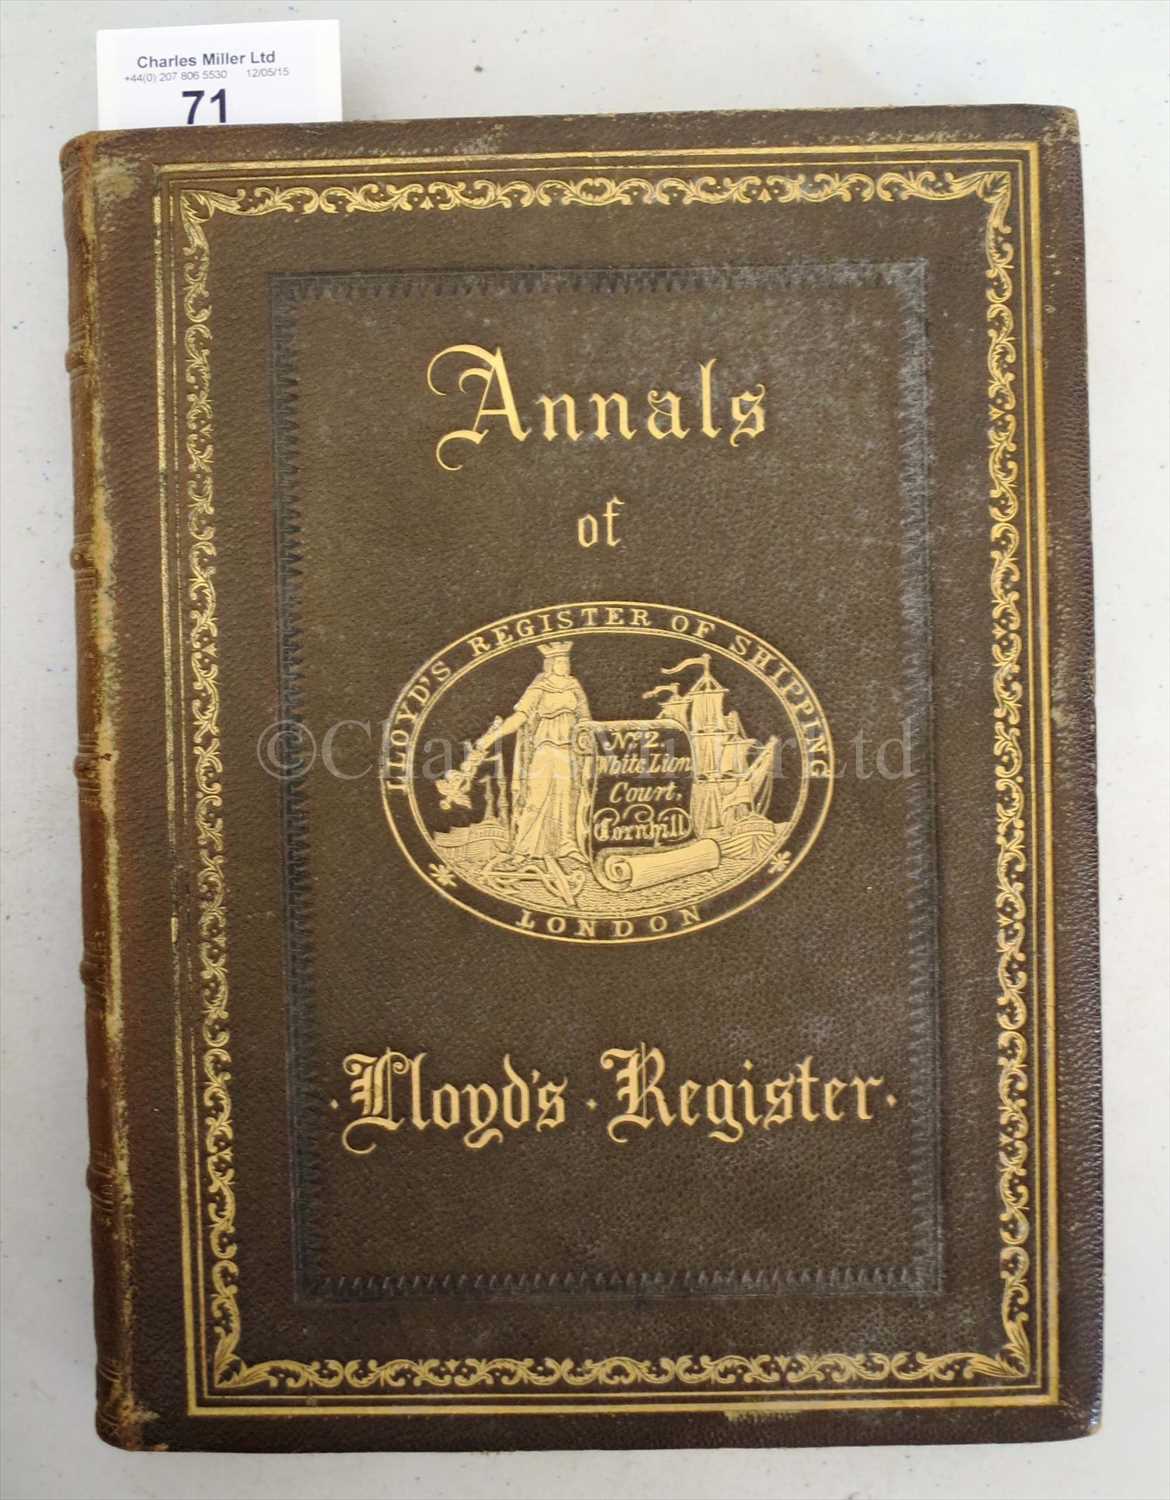 Charles Miller Ltd
+44(0) 207 806 5530 12/05/15
71
Annals
of
LLOYD'S REGISTER OF SHIPPING
No. 2.
White Lion
Court,
Cornhill
LONDON
©Charles Miller Ltd
·Lloyd's·Register·